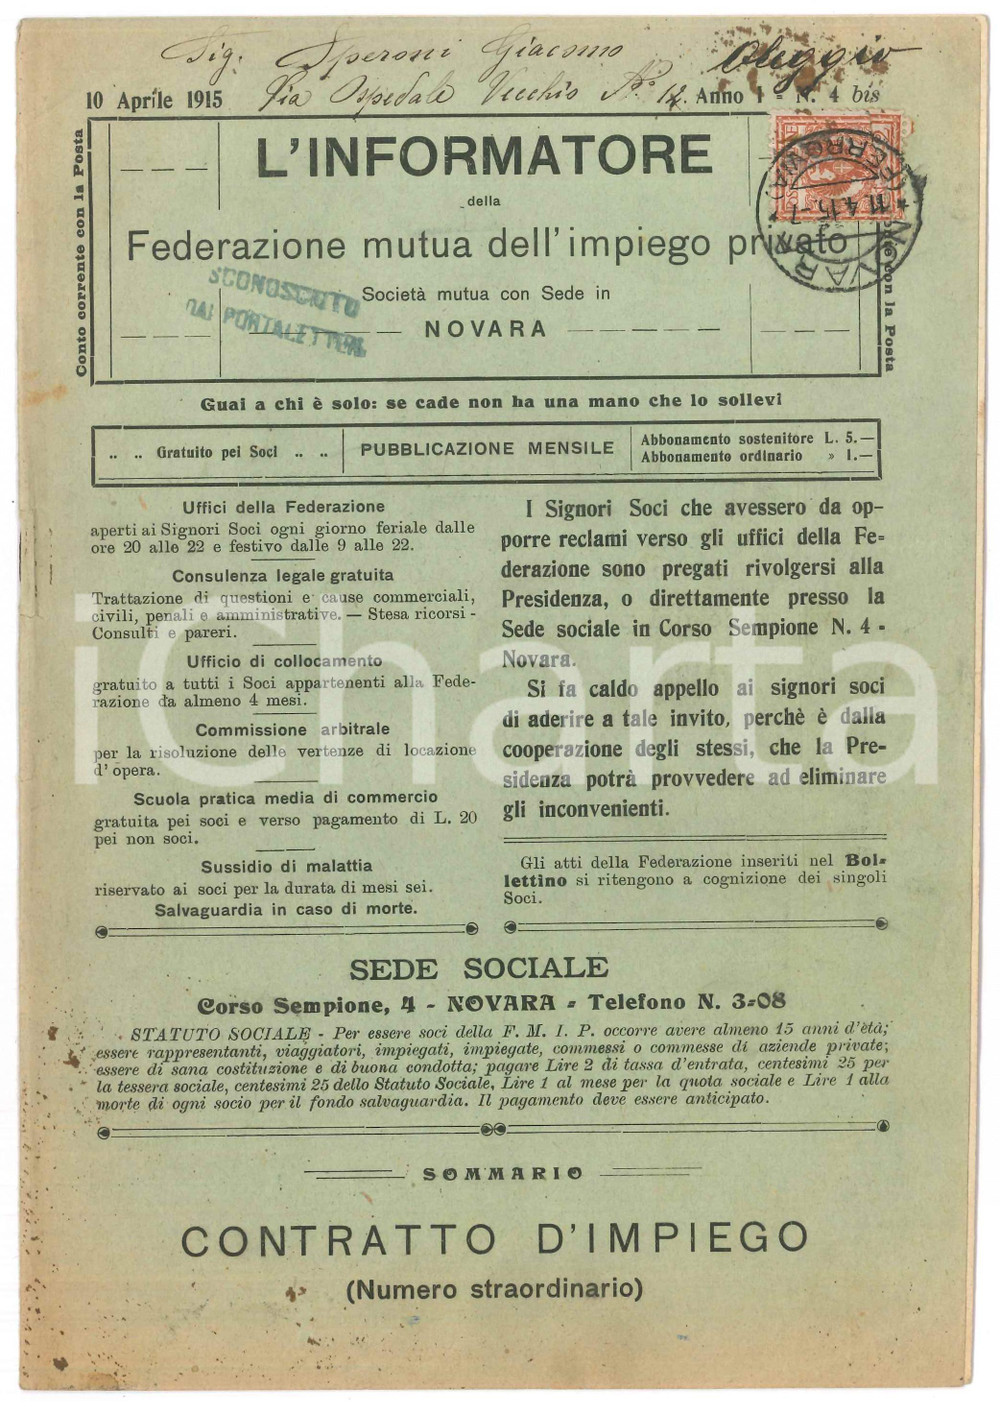 Sig. Speroni Giacomo Oleggio
Via Ospedale Vecchio N.º 12
10 Aprile 1915
Anno I - N. 4 bis
Conto corrente con la Posta
L'INFORMATORE
della
Federazione mutua dell'impiego privato
Società mutua con Sede in
NOVARA
SCONOSCIUTO
DAI PORTALETTERE
11.4.15-7
NOVARA
(FERROVIA)
con la Posta
Guai a chi è solo: se cade non ha una mano che lo sollevi
.. .. Gratuito pei Soci .. ..
PUBBLICAZIONE MENSILE
Abbonamento sostenitore L. 5.—
Abbonamento ordinario » 1.—
Uffici della Federazione
aperti ai Signori Soci ogni giorno feriale dalle
ore 20 alle 22 e festivo dalle 9 alle 22.
Consulenza legale gratuita
Trattazione di questioni e cause commerciali,
civili, penali e amministrative. — Stesa ricorsi -
Consulti e pareri.
Ufficio di collocamento
gratuito a tutti i Soci appartenenti alla Fede-
razione da almeno 4 mesi.
Commissione arbitrale
per la risoluzione delle vertenze di locazione
d' opera.
Scuola pratica media di commercio
gratuita pei soci e verso pagamento di L. 20
pei non soci.
Sussidio di malattia
riservato ai soci per la durata di mesi sei.
Salvaguardia in caso di morte.
I Signori Soci che avessero da op-
porre reclami verso gli uffici della Fe-
derazione sono pregati rivolgersi alla
Presidenza, o direttamente presso la
Sede sociale in Corso Sempione N. 4 -
Novara.
Si fa caldo appello ai signori soci
di aderire a tale invito, perchè è dalla
cooperazione degli stessi, che la Pre-
sidenza potrà provvedere ad eliminare
gli inconvenienti.
Gli atti della Federazione inseriti nel Bol-
lettino si ritengono a cognizione dei singoli
Soci.
iCharta
SEDE SOCIALE
Corso Sempione, 4 - NOVARA - Telefono N. 3-08
STATUTO SOCIALE - Per essere soci della F. M. I. P. occorre avere almeno 15 anni d'età;
essere rappresentanti, viaggiatori, impiegati, impiegate, commessi o commesse di aziende private;
essere di sana costituzione e di buona condotta; pagare Lire 2 di tassa d'entrata, centesimi 25 per
la tessera sociale, centesimi 25 dello Statuto Sociale, Lire 1 al mese per la quota sociale e Lire 1 alla
morte di ogni socio per il fondo salvaguardia. Il pagamento deve essere anticipato.
SOMMARIO
CONTRATTO D'IMPIEGO
(Numero straordinario)